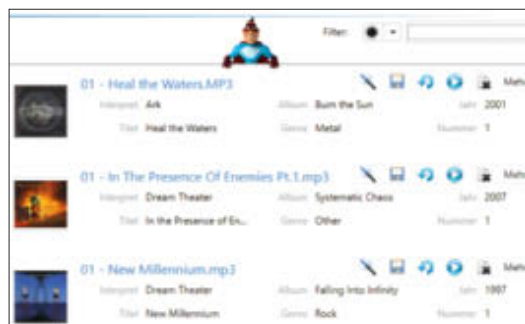 Filter:
01 - Heal the Waters.MP3 Meh
Interpret Ark Album Burn the Sun Jahr 2001
Titel Heal the Waters Genre Metal Nummer 1
01 - In The Presence Of Enemies Pt.1.mp3 Meh
Interpret Dream Theater Album Systematic Chaos Jahr 2007
Titel In the Presence of En... Genre Other Nummer 1
01 - New Millennium.mp3 Meh
Interpret Dream Theater Album Falling Into Infinity Jahr 1997
Titel New Millennium Genre Rock Nummer 1